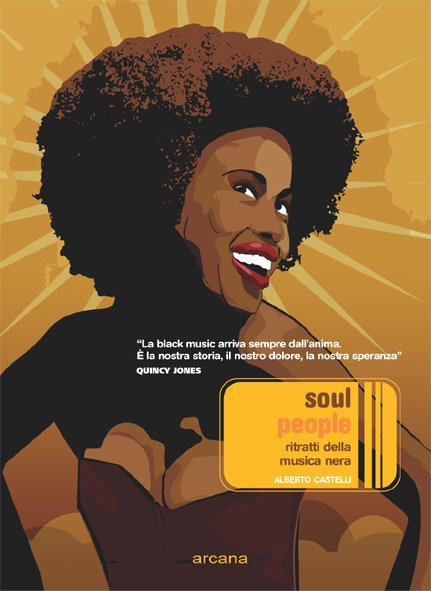 “La black music arriva sempre dall’anima.
È la nostra storia, il nostro dolore, la nostra speranza”
QUINCY JONES
soul
people
ritratti della
musica nera
ALBERTO CASTELLI
arcana